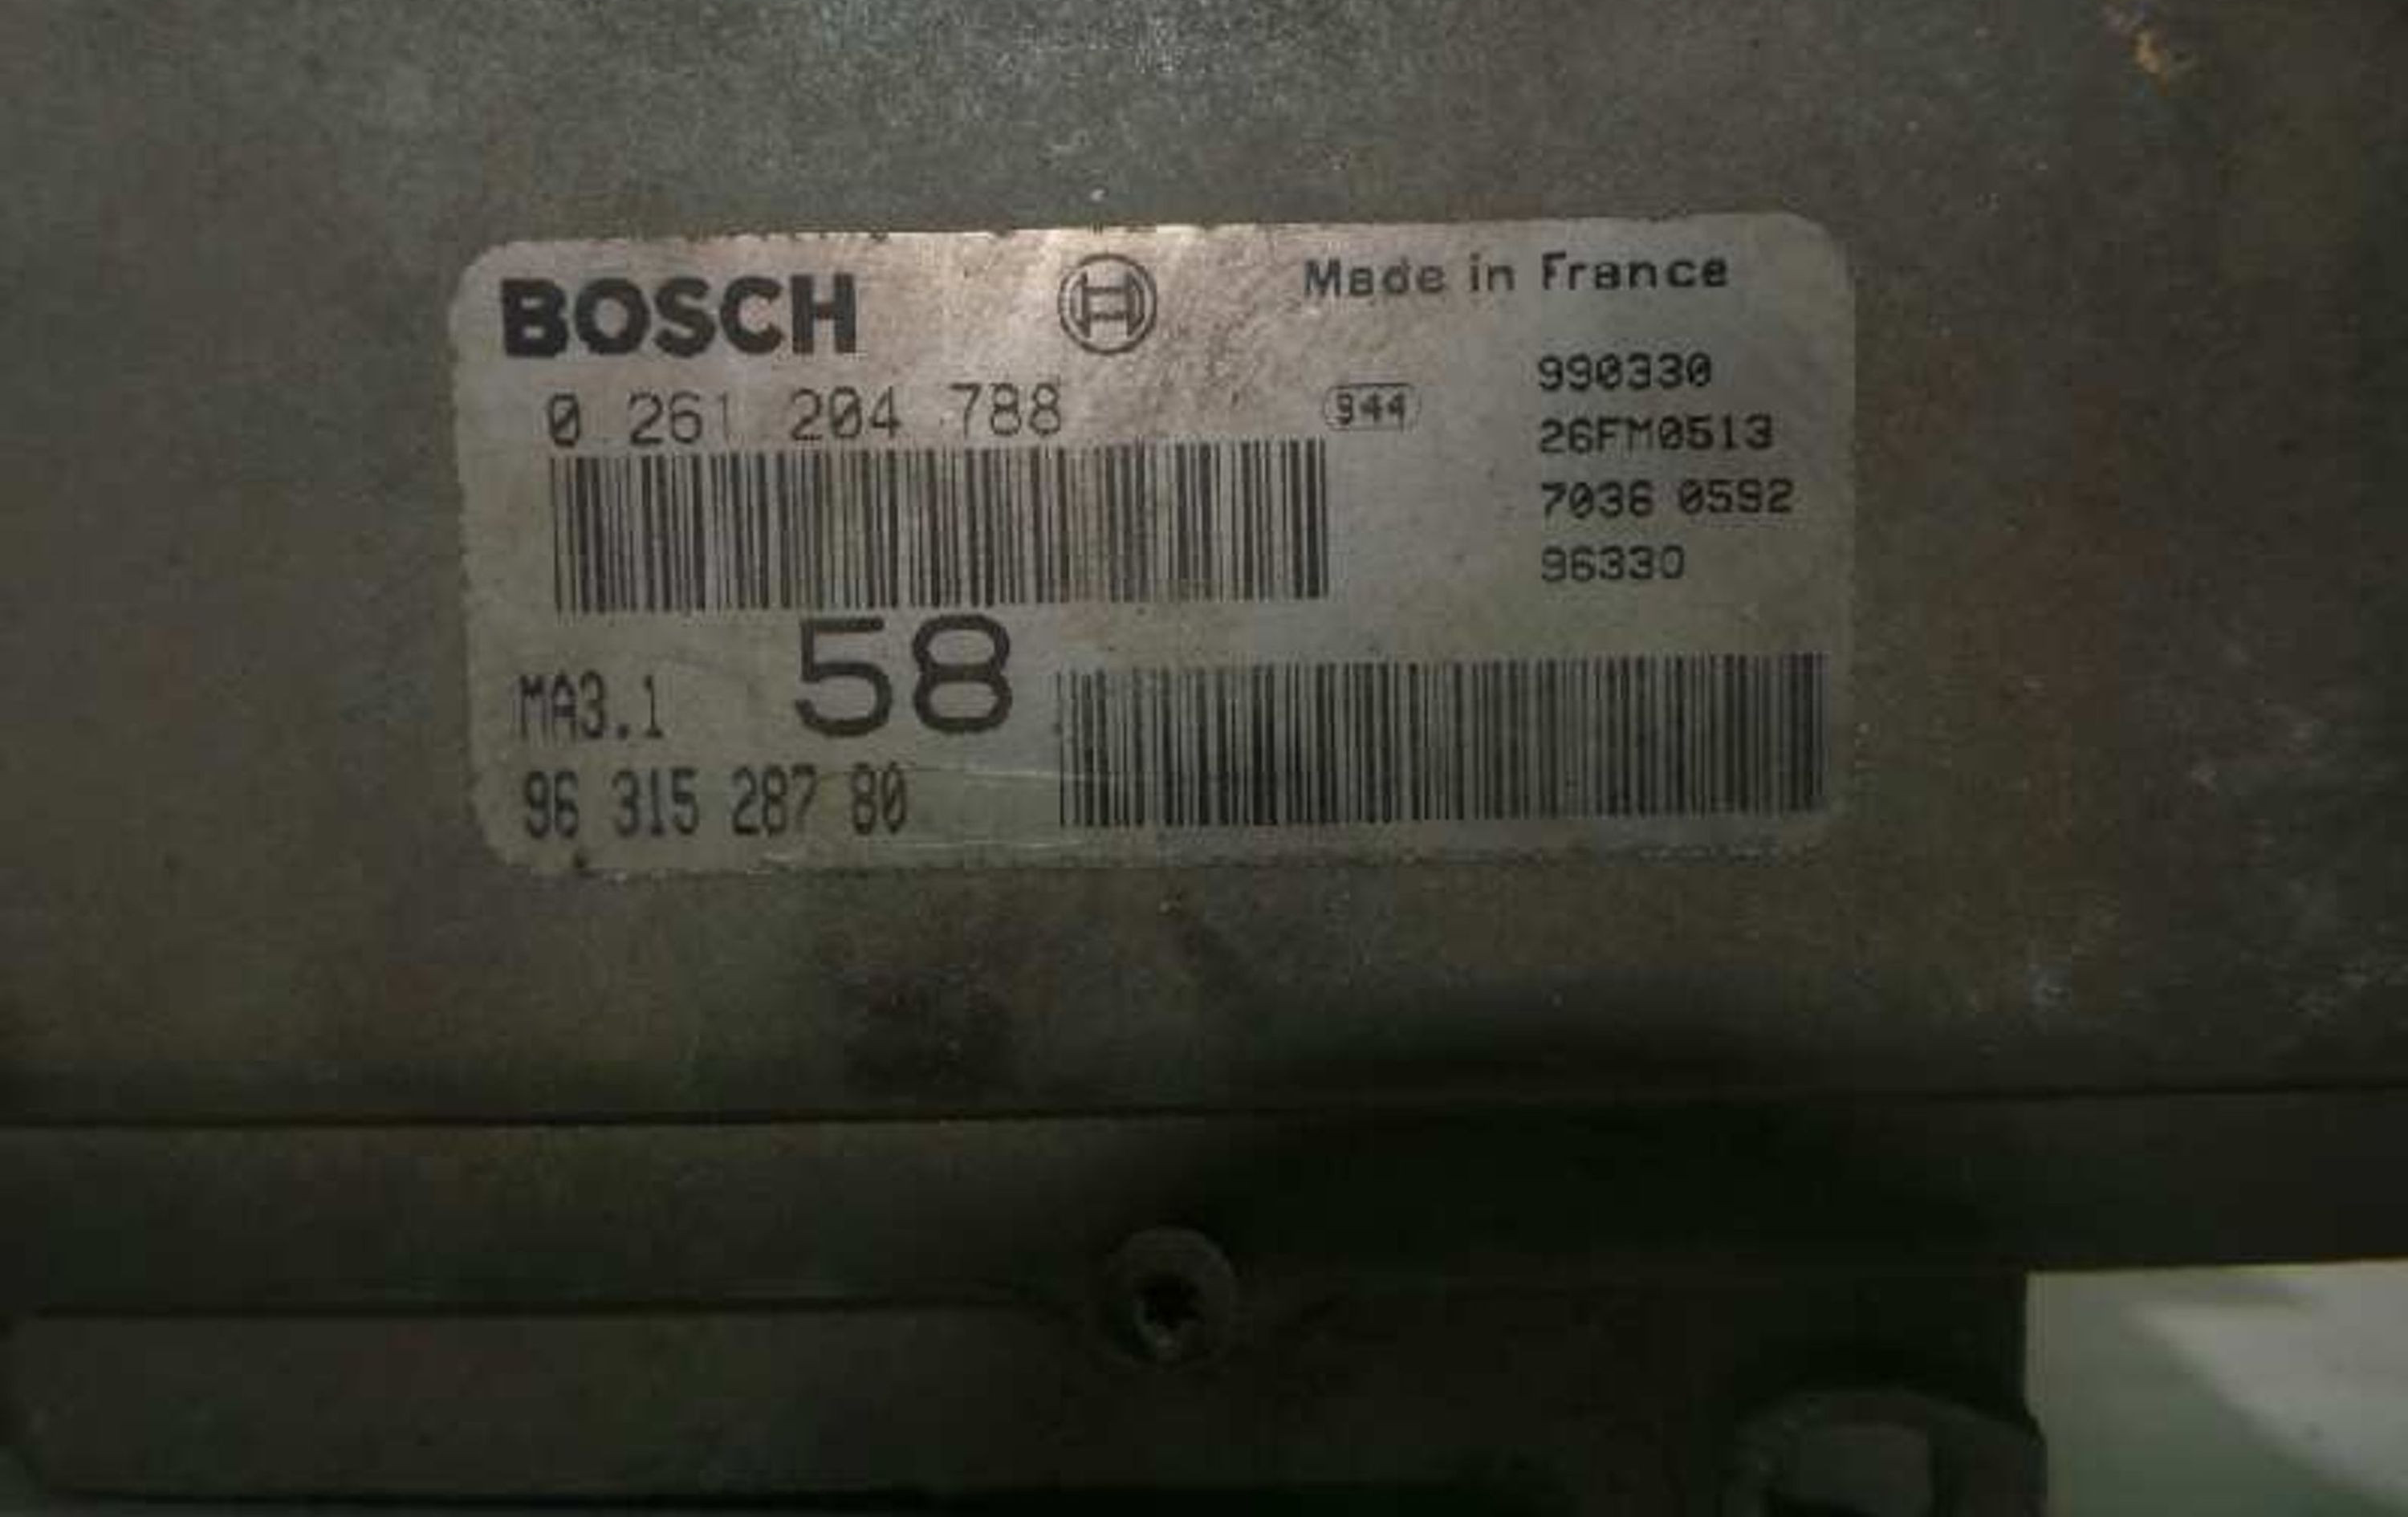 BOSCH
Made in France
0 261 204 788
944
990330
26FM0513
7036 0592
96330
MA3.1
58
96 315 287 80